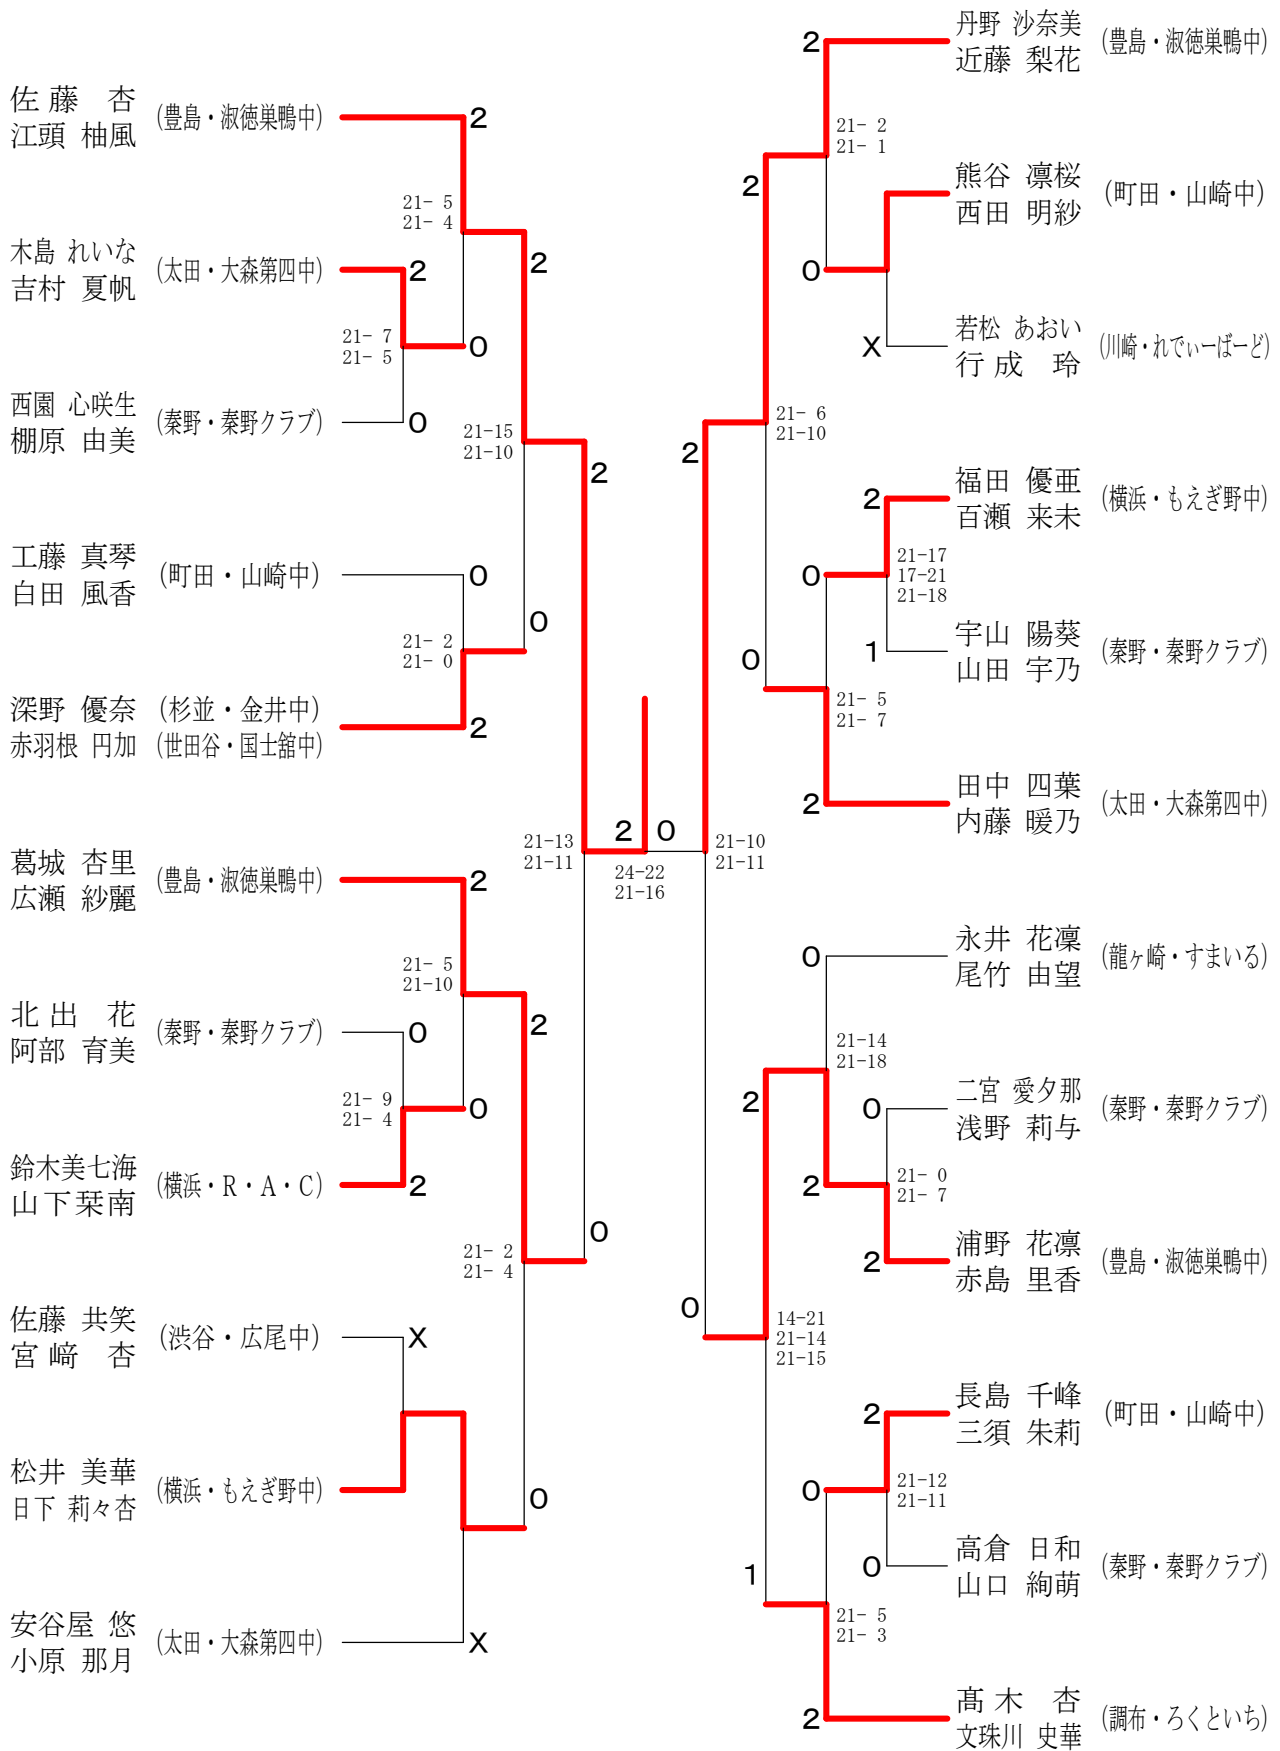 佐藤 杏
江頭 柚風
(豊島・淑徳巣鴨中)
2
21- 5
21- 4
木島 れいな
吉村 夏帆
(太田・大森第四中)
2
2
21- 7
21- 5
0
西園 心咲生
棚原 由美
(秦野・秦野クラブ)
0
21-15
21-10
2
工藤 真琴
白田 風香
(町田・山崎中)
0
0
21- 2
21- 0
深野 優奈
(杉並・金井中)
赤羽根 円加
(世田谷・国士舘中)
2
21-13
21-11
2 0
24-22
21-16
葛城 杏里
広瀬 紗麗
(豊島・淑徳巣鴨中)
2
21- 5
21-10
北出 花
阿部 育美
(秦野・秦野クラブ)
0
2
21- 9
21- 4
0
鈴木美七海
山下栞南
(横浜・R・A・C)
2
0
21- 2
21- 4
佐藤 共笑
宮﨑 杏
(渋谷・広尾中)
X
松井 美華
日下 莉々杏
(横浜・もえぎ野中)
0
安谷屋 悠
小原 那月
(太田・大森第四中)
X
丹野 沙奈美
近藤 梨花
(豊島・淑徳巣鴨中)
2
21- 2
21- 1
2
熊谷 凛桜
西田 明紗
(町田・山崎中)
0
若松 あおい
行成 玲
(川崎・れでぃーばーど)
X
21- 6
21-10
2
福田 優亜
百瀬 来未
(横浜・もえぎ野中)
2
0
21-17
17-21
21-18
宇山 陽葵
山田 宇乃
(秦野・秦野クラブ)
1
0
21- 5
21- 7
田中 四葉
内藤 暖乃
(太田・大森第四中)
2
21-10
21-11
永井 花凜
尾竹 由望
(龍ヶ崎・すまいる)
0
21-14
21-18
2
二宮 愛夕那
浅野 莉与
(秦野・秦野クラブ)
0
2
21- 0
21- 7
浦野 花凛
赤島 里香
(豊島・淑徳巣鴨中)
2
0
14-21
21-14
21-15
長島 千峰
三須 朱莉
(町田・山崎中)
2
0
21-12
21-11
高倉 日和
山口 絢萌
(秦野・秦野クラブ)
0
1
21- 5
21- 3
髙木 杏
文珠川 史華
(調布・ろくといち)
2